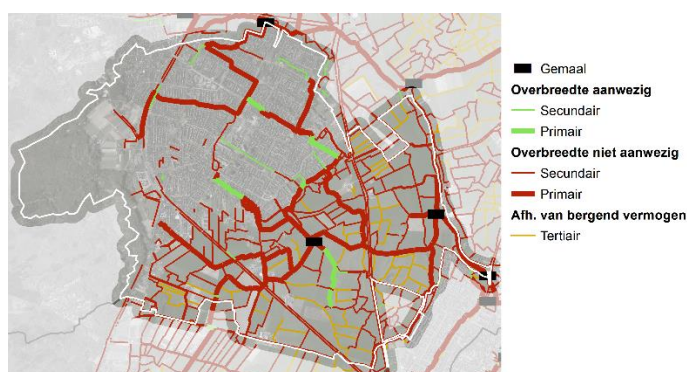 Gemaal
Overbreedte aanwezig
Secundair
Primair
Overbreedte niet aanwezig
Secundair
Primair
Afh. van bergend vermogen
Tertiair